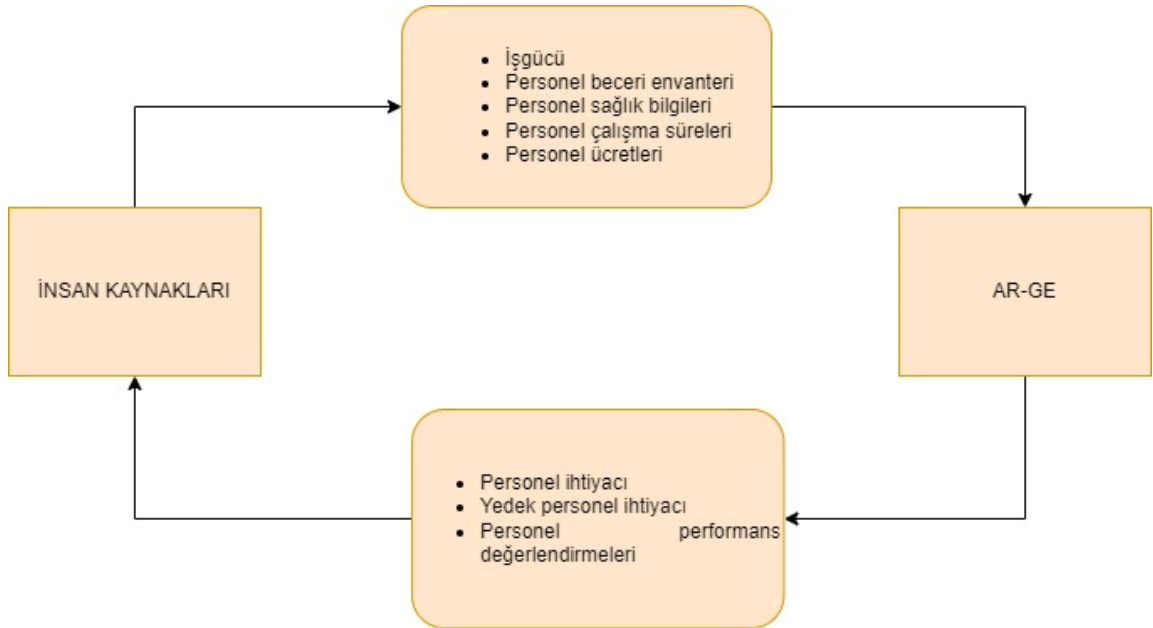 • İşgücü
• Personel beceri envanteri
• Personel sağlık bilgileri
• Personel çalışma süreleri
• Personel ücretleri
İNSAN KAYNAKLARI
AR-GE
• Personel ihtiyacı
• Yedek personel ihtiyacı
• Personel performans
değerlendirmeleri